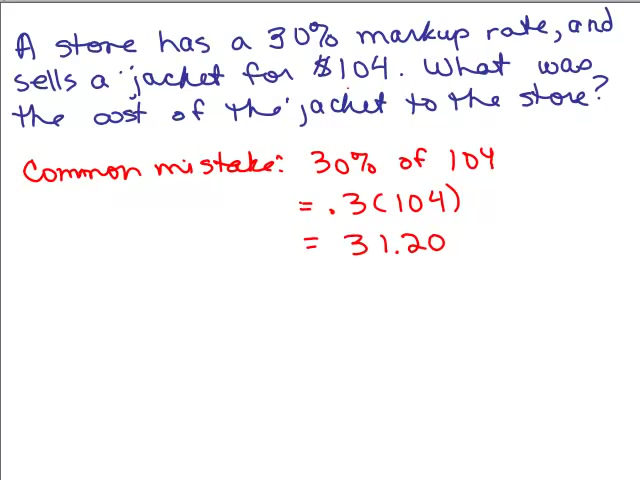 A store has a 30% markup rate, and
sells a jacket for $104. What was
the cost of the jacket to the store?
Common mistake: 30% of 104
= .3(104)
= 31.20